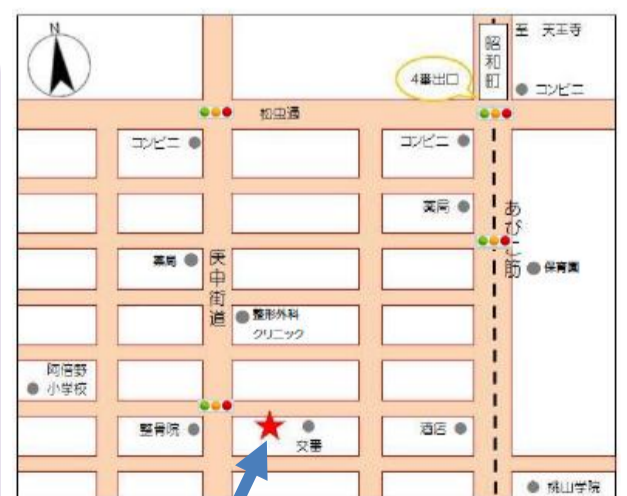 N
昭和町
至 天王寺
4番出口
コンビニ
松虫通
コンビニ
コンビニ
薬局
あびこ筋
薬局
庚申街道
保育園
整形外科
クリニック
阿倍野
小学校
整骨院
交番
酒店
桃山学院